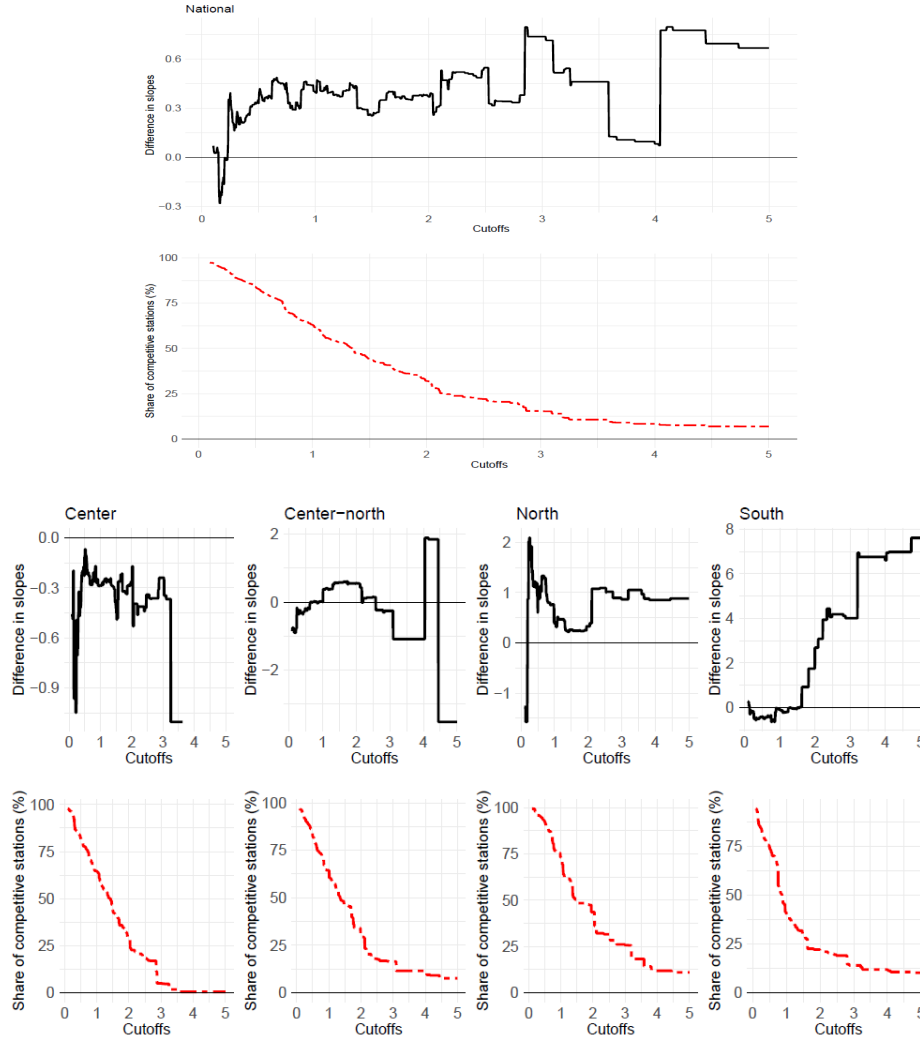 National
Difference in slopes
0.6
0.3
0.0
−0.3
0 1 2 3 4 5
Cutoffs
Share of competitive stations (%)
100
75
50
25
0
0 1 2 3 4 5
Cutoffs
Center
Difference in slopes
0.0
−0.3
−0.6
−0.9
0 1 2 3 4 5
Cutoffs
Center−north
Difference in slopes
2
0
−2
0 1 2 3 4 5
Cutoffs
North
Difference in slopes
2
1
0
−1
0 1 2 3 4 5
Cutoffs
South
Difference in slopes
8
6
4
2
0
0 1 2 3 4 5
Cutoffs
Share of competitive stations (%)
100
75
50
25
0
0 1 2 3 4 5
Cutoffs
Share of competitive stations (%)
100
75
50
25
0
0 1 2 3 4 5
Cutoffs
Share of competitive stations (%)
100
75
50
25
0
0 1 2 3 4 5
Cutoffs
Share of competitive stations (%)
100
75
50
25
0
0 1 2 3 4 5
Cutoffs